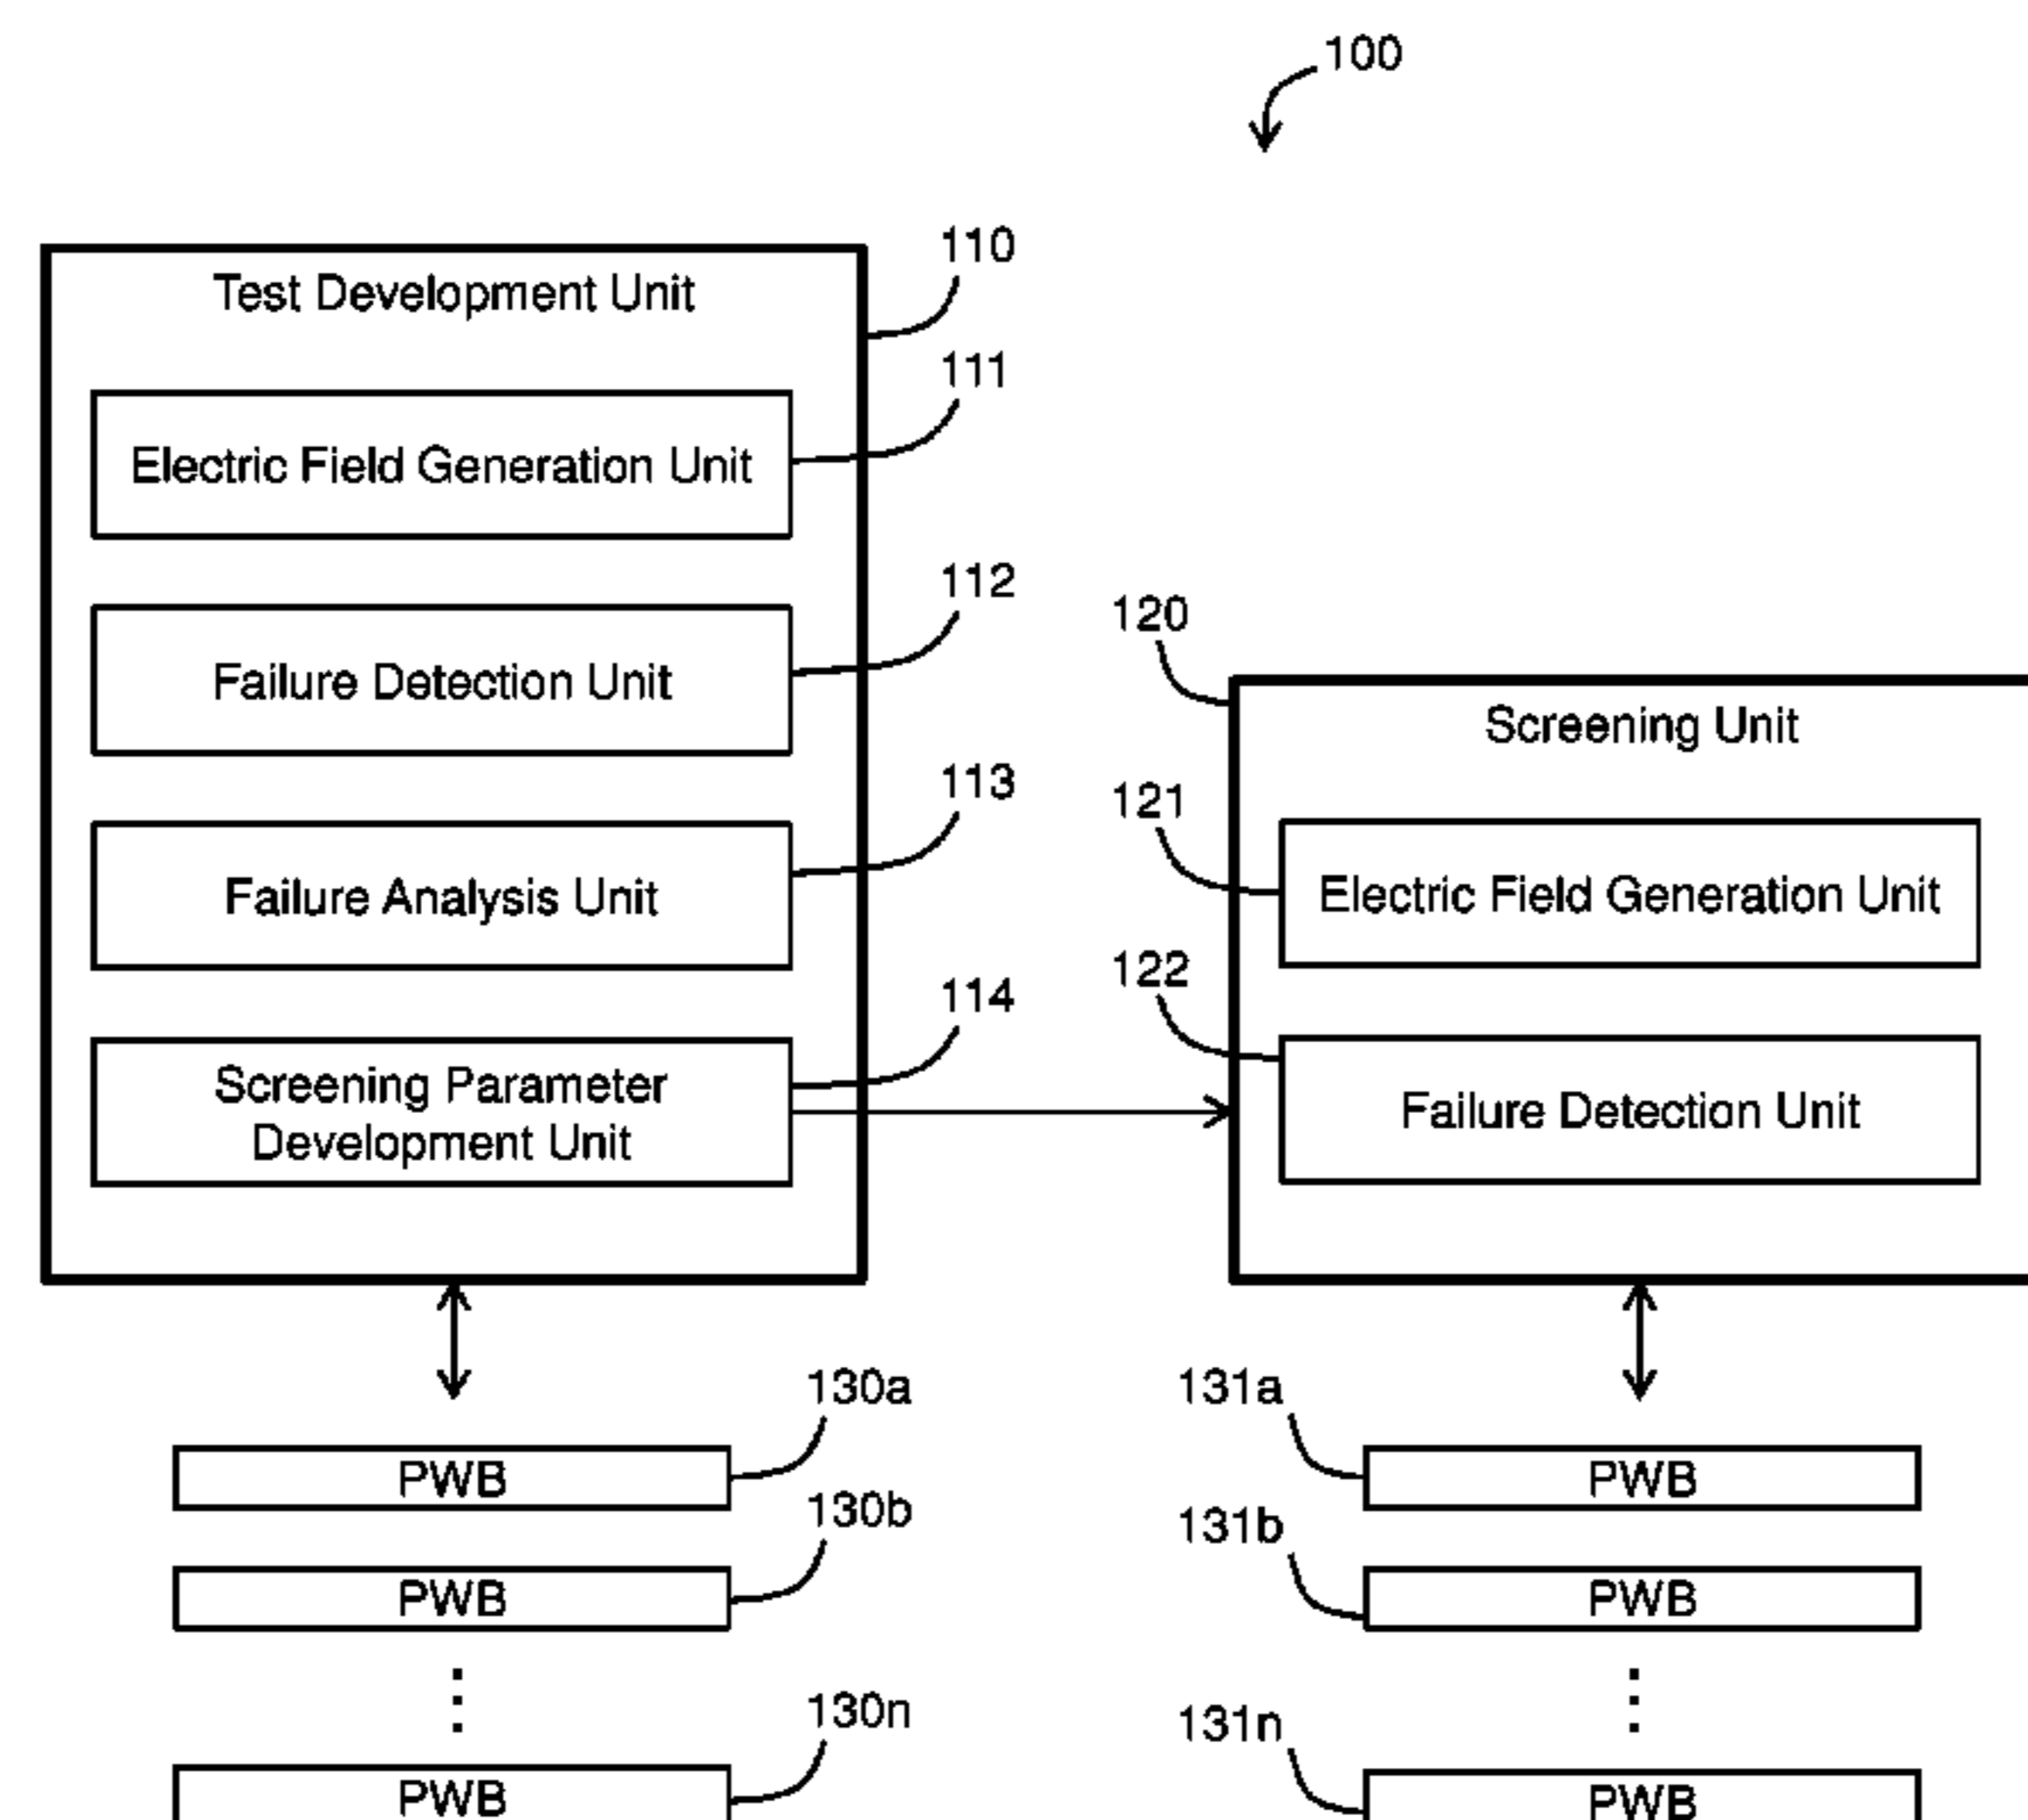 100
110
Test Development Unit
111
Electric Field Generation Unit
112
Failure Detection Unit
113
Failure Analysis Unit
114
Screening Parameter
Development Unit
120
Screening Unit
121
Electric Field Generation Unit
122
Failure Detection Unit
130a
PWB
130b
PWB
130n
PWB
131a
PWB
131b
PWB
131n
PWB